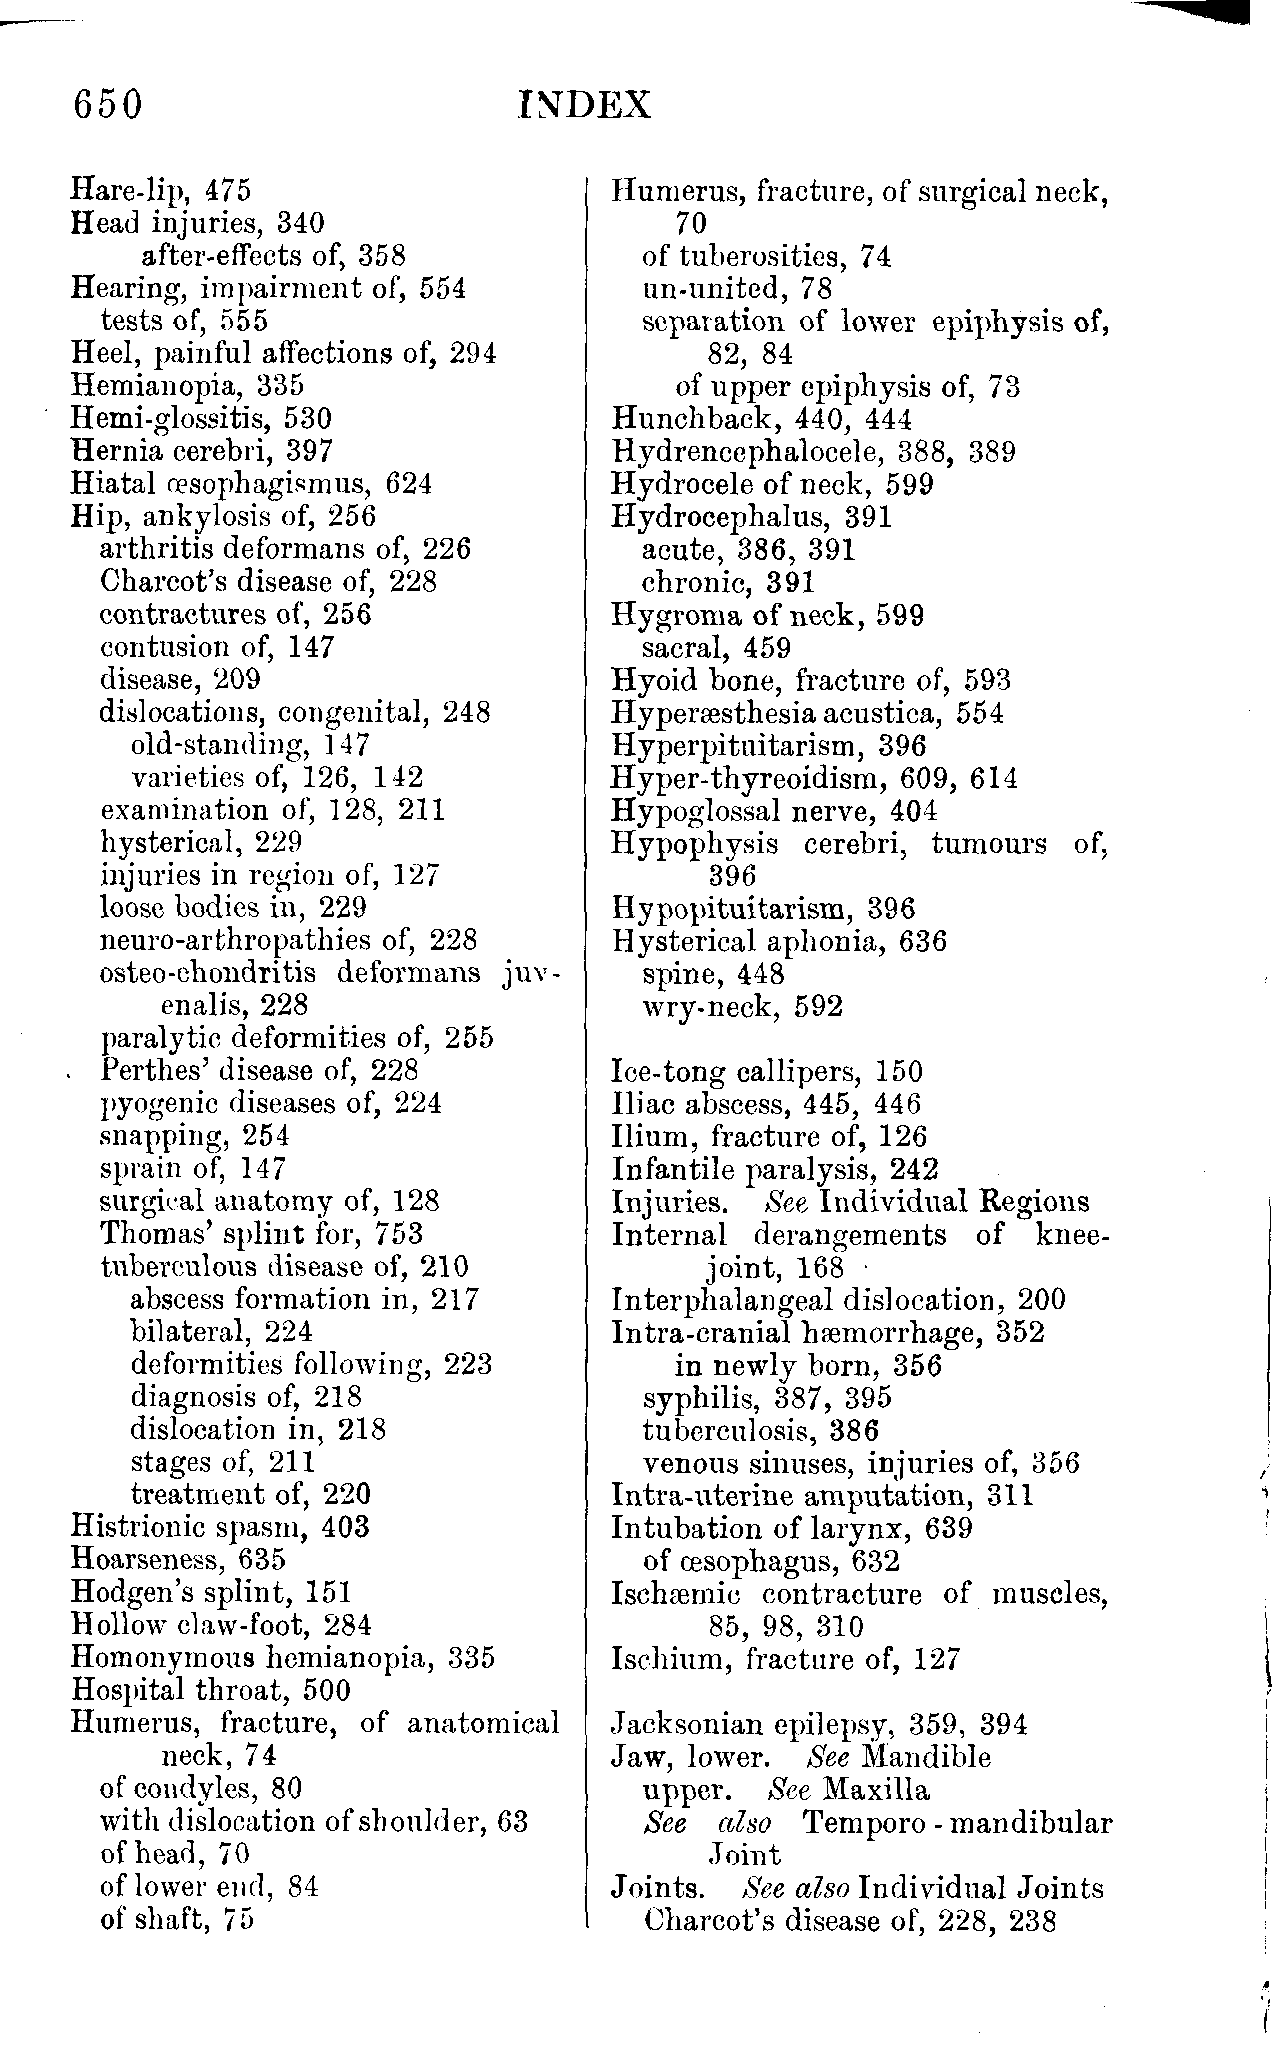 650
INDEX
Hare-lip, 475
Head injuries, 340
after-effects of, 358
Hearing, impairment of, 554
tests of, 555
Heel, painful affections of, 294
Hemianopia, 335
Hemi-glossitis, 530
Hernia cerebri, 397
Hiatal œsophagismus, 624
Hip, ankylosis of, 256
arthritis deformans of, 226
Charcot's disease of, 228
contractures of, 256
contusion of, 147
disease, 209
dislocations, congenital, 248
old-standing, 147
varieties of, 126, 142
examination of, 128, 211
hysterical, 229
injuries in region of, 127
loose bodies in, 229
neuro-arthropathies of, 228
osteo-chondritis deformans juv-
enalis, 228
paralytic deformities of, 255
Perthes' disease of, 228
pyogenic diseases of, 224
snapping, 254
sprain of, 147
surgical anatomy of, 128
Thomas' splint for, 753
tuberculous disease of, 210
abscess formation in, 217
bilateral, 224
deformities following, 223
diagnosis of, 218
dislocation in, 218
stages of, 211
treatment of, 220
Histrionic spasm, 403
Hoarseness, 635
Hodgen's splint, 151
Hollow claw-foot, 284
Homonymous hemianopia, 335
Hospital throat, 500
Humerus, fracture, of anatomical
neck, 74
of condyles, 80
with dislocation of shoulder, 63
of head, 70
of lower end, 84
of shaft, 75
Humerus, fracture, of surgical neck,
70
of tuberosities, 74
un-united, 78
separation of lower epiphysis of,
82, 84
of upper epiphysis of, 73
Hunchback, 440, 444
Hydrencephalocele, 388, 389
Hydrocele of neck, 599
Hydrocephalus, 391
acute, 386, 391
chronic, 391
Hygroma of neck, 599
sacral, 459
Hyoid bone, fracture of, 593
Hyperæsthesia acustica, 554
Hyperpituitarism, 396
Hyper-thyreoidism, 609, 614
Hypoglossal nerve, 404
Hypophysis cerebri, tumours of,
396
Hypopituitarism, 396
Hysterical aphonia, 636
spine, 448
wry-neck, 592
Ice-tong callipers, 150
Iliac abscess, 445, 446
Ilium, fracture of, 126
Infantile paralysis, 242
Injuries. See Individual Regions
Internal derangements of knee-
joint, 168
Interphalangeal dislocation, 200
Intra-cranial hæmorrhage, 352
in newly born, 356
syphilis, 387, 395
tuberculosis, 386
venous sinuses, injuries of, 356
Intra-uterine amputation, 311
Intubation of larynx, 639
of œsophagus, 632
Ischæmic contracture of muscles,
85, 98, 310
Ischium, fracture of, 127
Jacksonian epilepsy, 359, 394
Jaw, lower. See Mandible
upper. See Maxilla
See also Temporo-mandibular
Joint
Joints. See also Individual Joints
Charcot's disease of, 228, 238